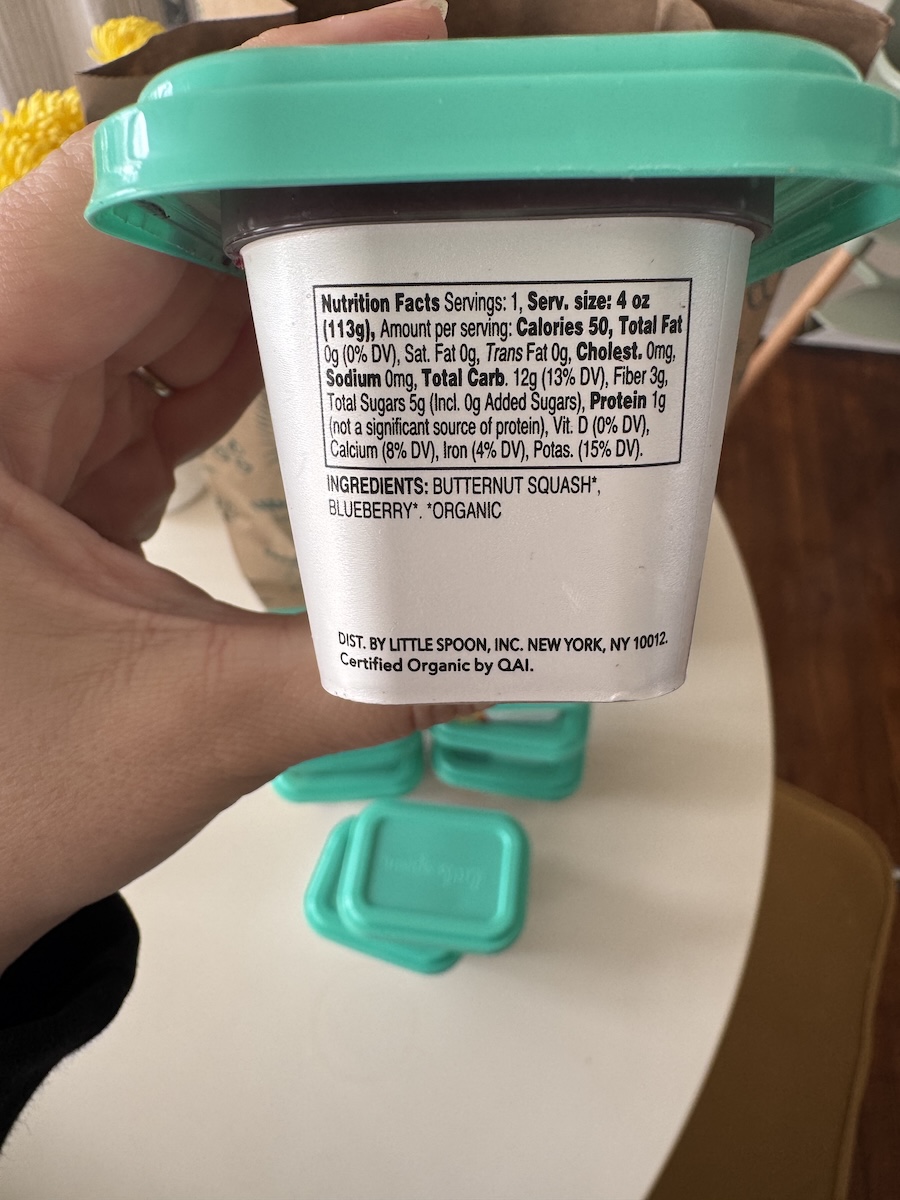 Nutrition Facts Servings: 1, Serv. size: 4 oz
(113g), Amount per serving: Calories 50, Total Fat
0g (0% DV), Sat. Fat 0g, Trans Fat 0g, Cholest. 0mg,
Sodium 0mg, Total Carb. 12g (13% DV), Fiber 3g,
Total Sugars 5g (Incl. 0g Added Sugars), Protein 1g
(not a significant source of protein), Vit. D (0% DV),
Calcium (8% DV), Iron (4% DV), Potas. (15% DV).
INGREDIENTS: BUTTERNUT SQUASH*,
BLUEBERRY*. *ORGANIC
DIST. BY LITTLE SPOON, INC. NEW YORK, NY 10012.
Certified Organic by QAI.
little spoon